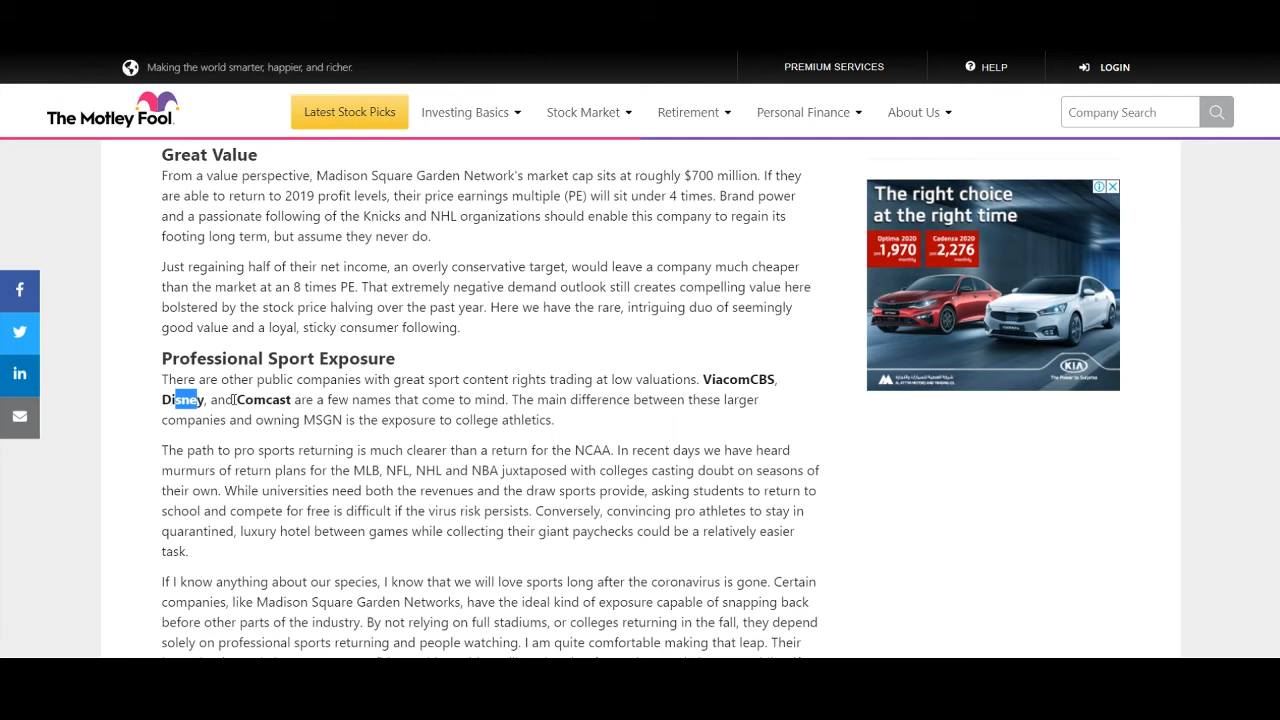 Making the world smarter, happier, and richer.
PREMIUM SERVICES
HELP
LOGIN
The Motley Fool.
Latest Stock Picks
Investing Basics
Stock Market
Retirement
Personal Finance
About Us
Company Search
Great Value
From a value perspective, Madison Square Garden Network's market cap sits at roughly $700 million. If they
are able to return to 2019 profit levels, their price earnings multiple (PE) will sit under 4 times. Brand power
and a passionate following of the Knicks and NHL organizations should enable this company to regain its
footing long term, but assume they never do.
Just regaining half of their net income, an overly conservative target, would leave a company much cheaper
than the market at an 8 times PE. That extremely negative demand outlook still creates compelling value here
bolstered by the stock price halving over the past year. Here we have the rare, intriguing duo of seemingly
good value and a loyal, sticky consumer following.
Professional Sport Exposure
There are other public companies with great sport content rights trading at low valuations. ViacomCBS,
Disney, and Comcast are a few names that come to mind. The main difference between these larger
companies and owning MSGN is the exposure to college athletics.
The path to pro sports returning is much clearer than a return for the NCAA. In recent days we have heard
murmurs of return plans for the MLB, NFL, NHL and NBA juxtaposed with colleges casting doubt on seasons of
their own. While universities need both the revenues and the draw sports provide, asking students to return to
school and compete for free is difficult if the virus risk persists. Conversely, convincing pro athletes to stay in
quarantined, luxury hotel between games while collecting their giant paychecks could be a relatively easier
task.
If I know anything about our species, I know that we will love sports long after the coronavirus is gone. Certain
companies, like Madison Square Garden Networks, have the ideal kind of exposure capable of snapping back
before other parts of the industry. By not relying on full stadiums, or colleges returning in the fall, they depend
solely on professional sports returning and people watching. I am quite comfortable making that leap. Their
The right choice
at the right time
Optima 2020
1,970
monthly
Cadenza 2020
2,276
monthly
KIA
The Power to Surprise